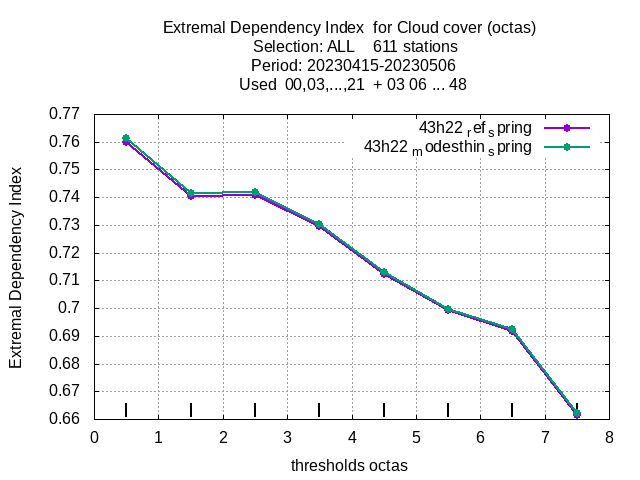 Extremal Dependency Index  for Cloud cover (octas)
Selection: ALL    611 stations
Period: 20230415-20230506
Used  00,03,...,21  + 03 06 ... 48
43h22 ref spring
43h22 modesthin spring
Extremal Dependency Index
0.77
0.76
0.75
0.74
0.73
0.72
0.71
0.7
0.69
0.68
0.67
0.66
0 1 2 3 4 5 6 7 8
thresholds octas